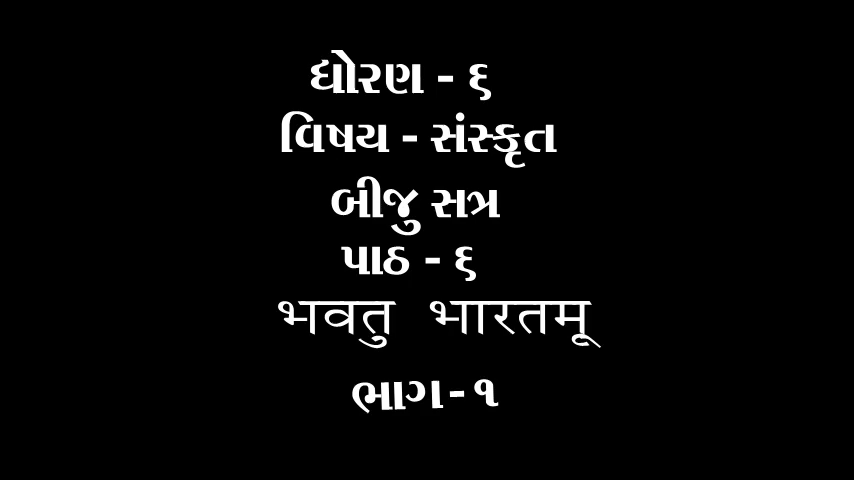 ધોરણ - ૬
વિષય - સંસ્કૃત
બીજુ સત્ર
પાઠ - ૬
भवतु भारतम्
ભાગ - ૧